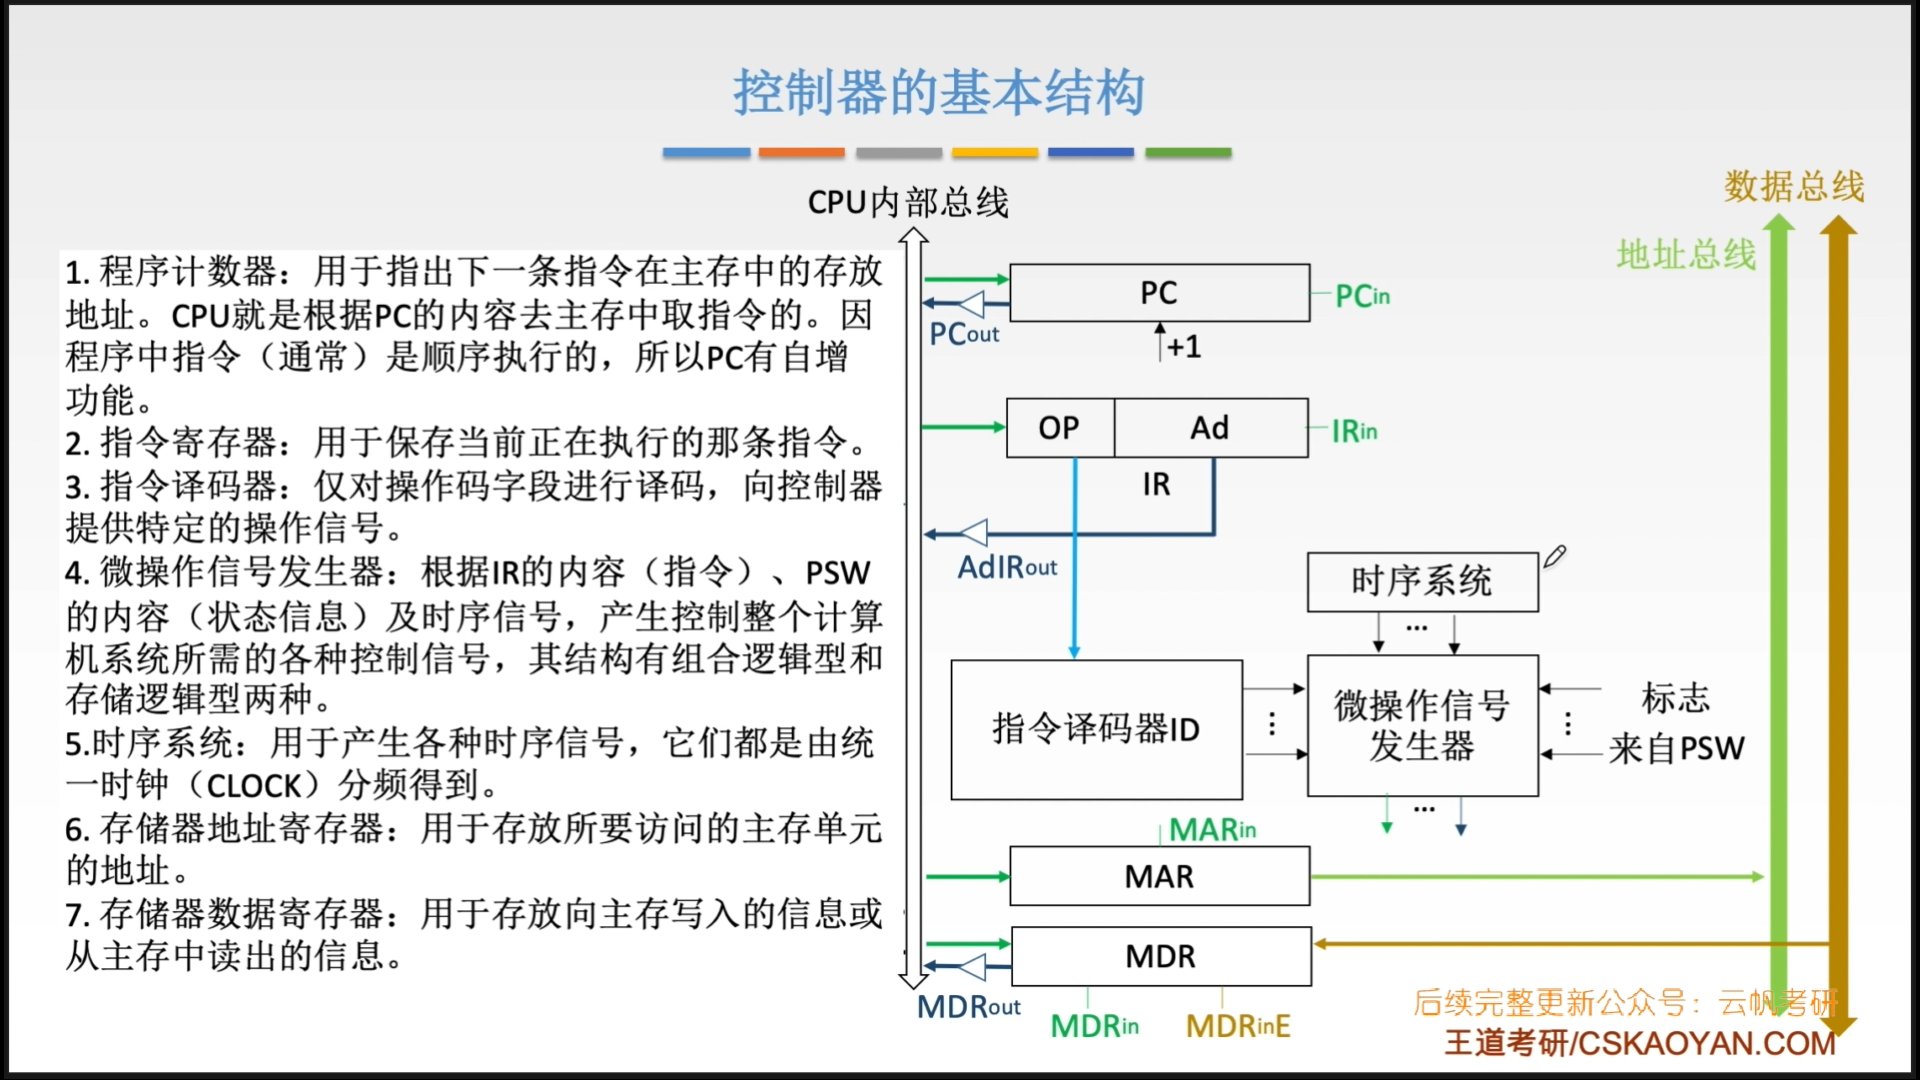 控制器的基本结构
CPU内部总线
数据总线
地址总线
1. 程序计数器：用于指出下一条指令在主存中的存放
地址。CPU就是根据PC的内容去主存中取指令的。因
程序中指令（通常）是顺序执行的，所以PC有自增
功能。
2. 指令寄存器：用于保存当前正在执行的那条指令。
3. 指令译码器：仅对操作码字段进行译码，向控制器
提供特定的操作信号。
4. 微操作信号发生器：根据IR的内容（指令）、PSW
的内容（状态信息）及时序信号，产生控制整个计算
机系统所需的各种控制信号，其结构有组合逻辑型和
存储逻辑型两种。
5.时序系统：用于产生各种时序信号，它们都是由统
一时钟（CLOCK）分频得到。
6. 存储器地址寄存器：用于存放所要访问的主存单元
的地址。
7. 存储器数据寄存器：用于存放向主存写入的信息或
从主存中读出的信息。
PC
PCin
PCout
+1
OP
Ad
IRin
IR
AdIRout
时序系统
...
指令译码器ID
...
微操作信号
发生器
...
标志
来自PSW
...
MARin
MAR
MDR
MDRout
MDRin
MDRinE
后续完整更新公众号：云帆考研
王道考研/CSKAOYAN.COM